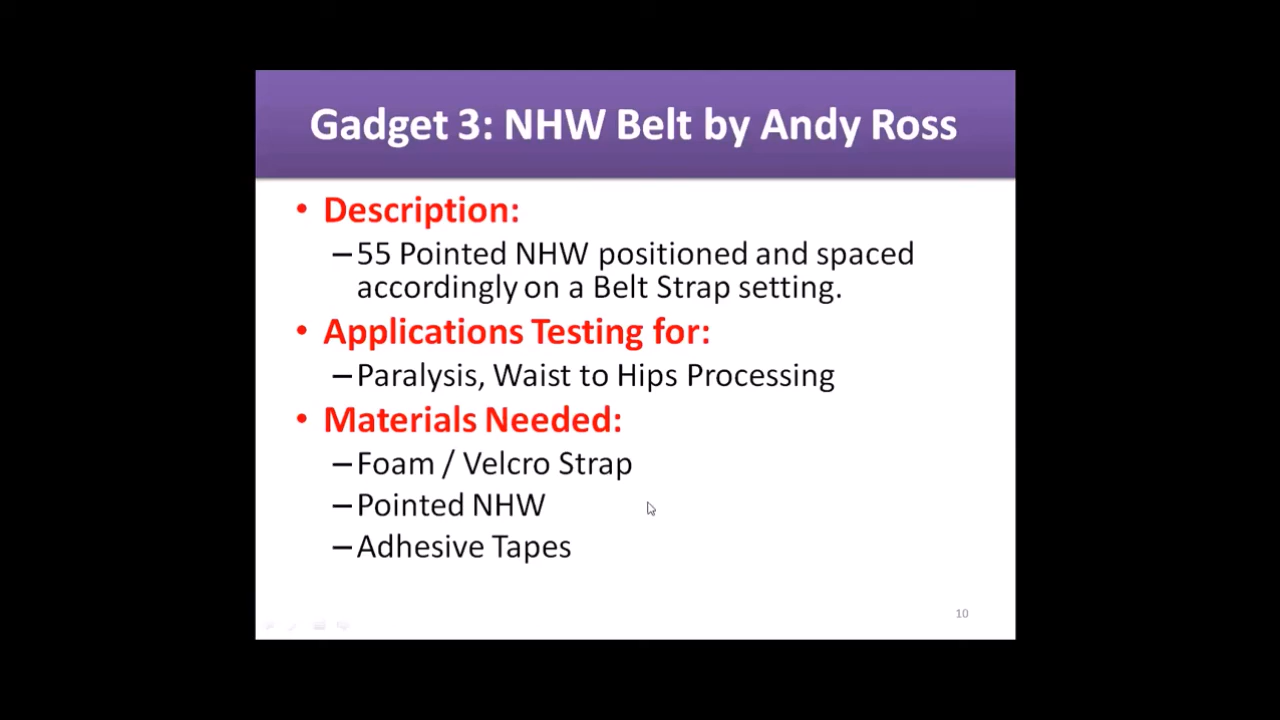 Gadget 3: NHW Belt by Andy Ross
• Description:
–55 Pointed NHW positioned and spaced
accordingly on a Belt Strap setting.
• Applications Testing for:
–Paralysis, Waist to Hips Processing
• Materials Needed:
–Foam / Velcro Strap
–Pointed NHW
–Adhesive Tapes
10